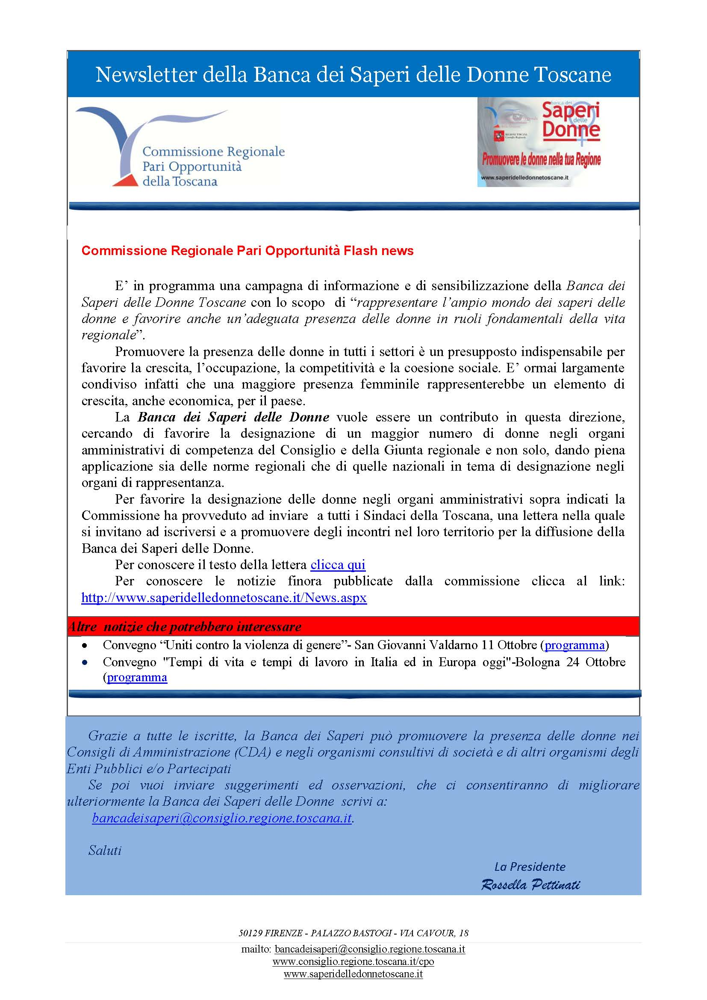 Newsletter della Banca dei Saperi delle Donne Toscane
Commissione Regionale
Pari Opportunità
della Toscana
banca dei
Saperi
delle
Donne
REGIONE TOSCANA
Consiglio Regionale
Promuovere le donne nella tua Regione
www.saperidelledonnetoscane.it
Commissione Regionale Pari Opportunità Flash news
E’ in programma una campagna di informazione e di sensibilizzazione della Banca dei
Saperi delle Donne Toscane con lo scopo  di “rappresentare l’ampio mondo dei saperi delle
donne e favorire anche un’adeguata presenza delle donne in ruoli fondamentali della vita
regionale”.
Promuovere la presenza delle donne in tutti i settori è un presupposto indispensabile per
favorire la crescita, l’occupazione, la competitività e la coesione sociale. E’ ormai largamente
condiviso infatti che una maggiore presenza femminile rappresenterebbe un elemento di
crescita, anche economica, per il paese.
La Banca dei Saperi delle Donne vuole essere un contributo in questa direzione,
cercando di favorire la designazione di un maggior numero di donne negli organi
amministrativi di competenza del Consiglio e della Giunta regionale e non solo, dando piena
applicazione sia delle norme regionali che di quelle nazionali in tema di designazione negli
organi di rappresentanza.
Per favorire la designazione delle donne negli organi amministrativi sopra indicati la
Commissione ha provveduto ad inviare  a tutti i Sindaci della Toscana, una lettera nella quale
si invitano ad iscriversi e a promuovere degli incontri nel loro territorio per la diffusione della
Banca dei Saperi delle Donne.
Per conoscere il testo della lettera clicca qui
Per conoscere le notizie finora pubblicate dalla commissione clicca al link:
http://www.saperidelledonnetoscane.it/News.aspx
Altre  notizie che potrebbero interessare
• Convegno “Uniti contro la violenza di genere”- San Giovanni Valdarno 11 Ottobre (programma)
• Convegno "Tempi di vita e tempi di lavoro in Italia ed in Europa oggi"-Bologna 24 Ottobre
(programma
Grazie a tutte le iscritte, la Banca dei Saperi può promuovere la presenza delle donne nei
Consigli di Amministrazione (CDA) e negli organismi consultivi di società e di altri organismi degli
Enti Pubblici e/o Partecipati
Se poi vuoi inviare suggerimenti ed osservazioni, che ci consentiranno di migliorare
ulteriormente la Banca dei Saperi delle Donne  scrivi a:
bancadeisaperi@consiglio.regione.toscana.it.
Saluti
La Presidente
Rossella Pettinati
50129 FIRENZE - PALAZZO BASTOGI - VIA CAVOUR, 18
mailto: bancadeisaperi@consiglio.regione.toscana.it
www.consiglio.regione.toscana.it/cpo
www.saperidelledonnetoscane.it